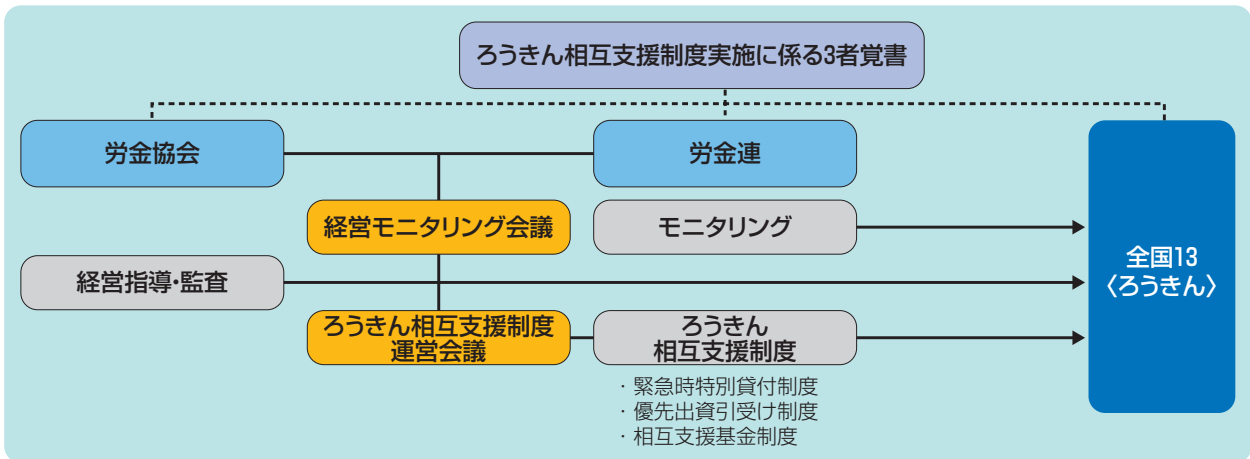 ろうきん相互支援制度実施に係る3者覚書
労金協会
労金連
経営モニタリング会議
モニタリング
全国13
〈ろうきん〉
経営指導・監査
ろうきん相互支援制度
運営会議
ろうきん
相互支援制度
・緊急時特別貸付制度
・優先出資引受け制度
・相互支援基金制度